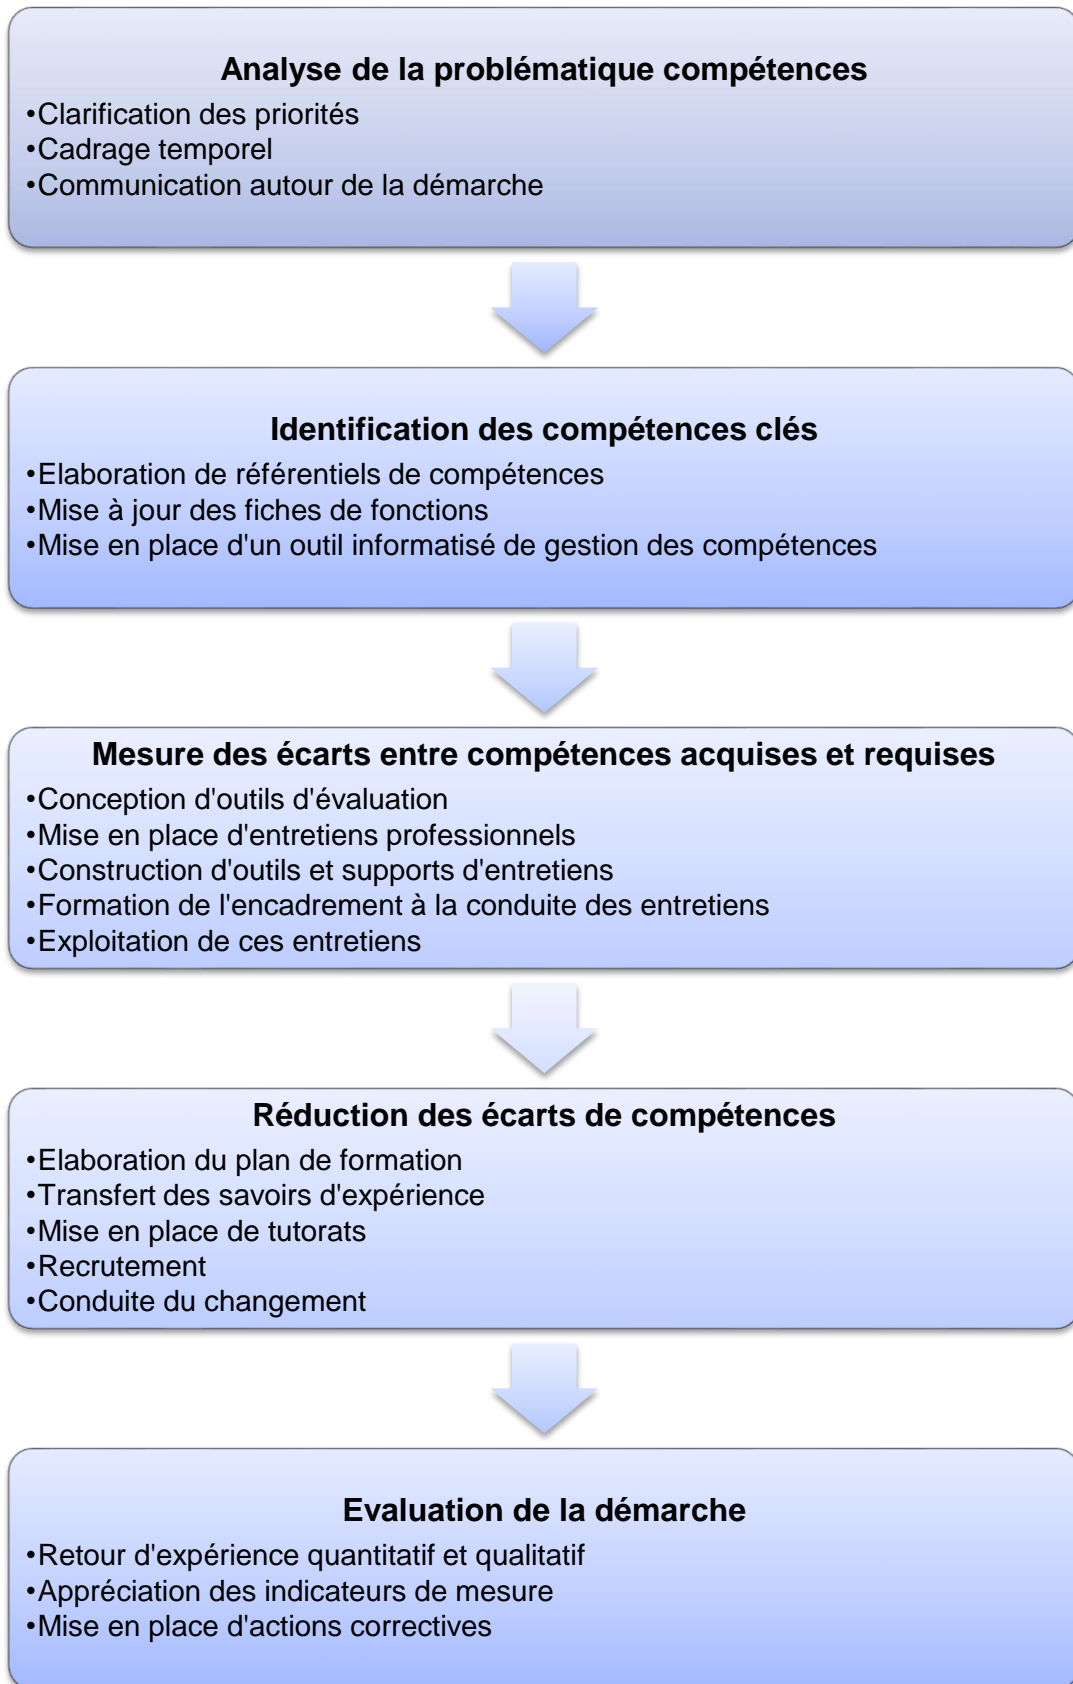 Analyse de la problématique compétences
•Clarification des priorités
•Cadrage temporel
•Communication autour de la démarche
Identification des compétences clés
•Elaboration de référentiels de compétences
•Mise à jour des fiches de fonctions
•Mise en place d'un outil informatisé de gestion des compétences
Mesure des écarts entre compétences acquises et requises
•Conception d'outils d'évaluation
•Mise en place d'entretiens professionnels
•Construction d'outils et supports d'entretiens
•Formation de l'encadrement à la conduite des entretiens
•Exploitation de ces entretiens
Réduction des écarts de compétences
•Elaboration du plan de formation
•Transfert des savoirs d'expérience
•Mise en place de tutorats
•Recrutement
•Conduite du changement
Evaluation de la démarche
•Retour d'expérience quantitatif et qualitatif
•Appréciation des indicateurs de mesure
•Mise en place d'actions correctives